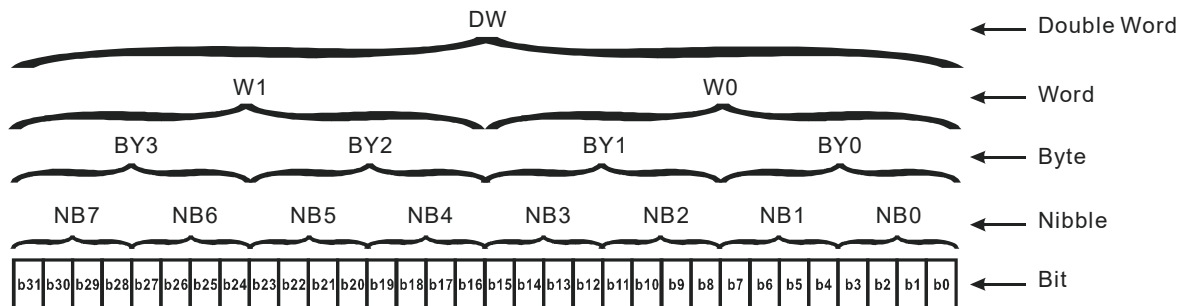 DW Double Word
W1 W0 Word
BY3 BY2 BY1 BY0 Byte
NB7 NB6 NB5 NB4 NB3 NB2 NB1 NB0 Nibble
b31 b30 b29 b28 b27 b26 b25 b24 b23 b22 b21 b20 b19 b18 b17 b16 b15 b14 b13 b12 b11 b10 b9 b8 b7 b6 b5 b4 b3 b2 b1 b0 Bit